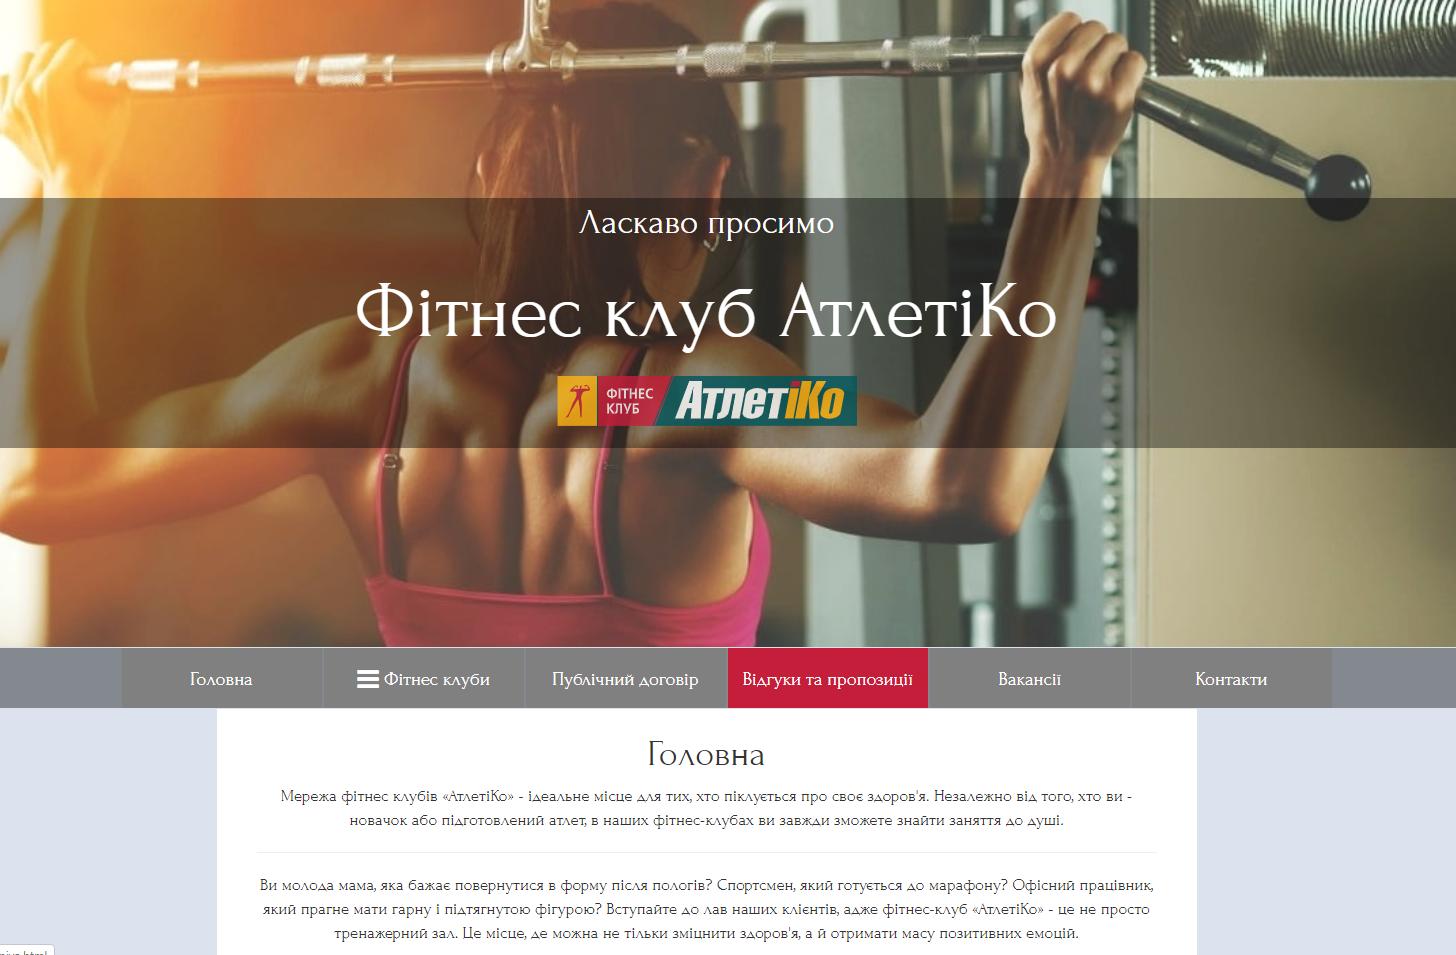 Ласкаво просимо
Фітнес клуб АтлетіКо
ФІТНЕС
КЛУБ
АтлетіКо
Головна
Фітнес клуби
Публічний договір
Відгуки та пропозиції
Вакансії
Контакти
Головна
Мережа фітнес клубів «АтлетіКо» - ідеальне місце для тих, хто піклується про своє здоров'я. Незалежно від того, хто ви -
новачок або підготовлений атлет, в наших фітнес-клубах ви завжди зможете знайти заняття до душі.
Ви молода мама, яка бажає повернутися в форму після пологів? Спортсмен, який готується до марафону? Офісний працівник,
який прагне мати гарну і підтягнутою фігурою? Вступайте до лав наших клієнтів, адже фітнес-клуб «АтлетіКо» - це не просто
тренажерний зал. Це місце, де можна не тільки зміцнити здоров'я, а й отримати масу позитивних емоцій.